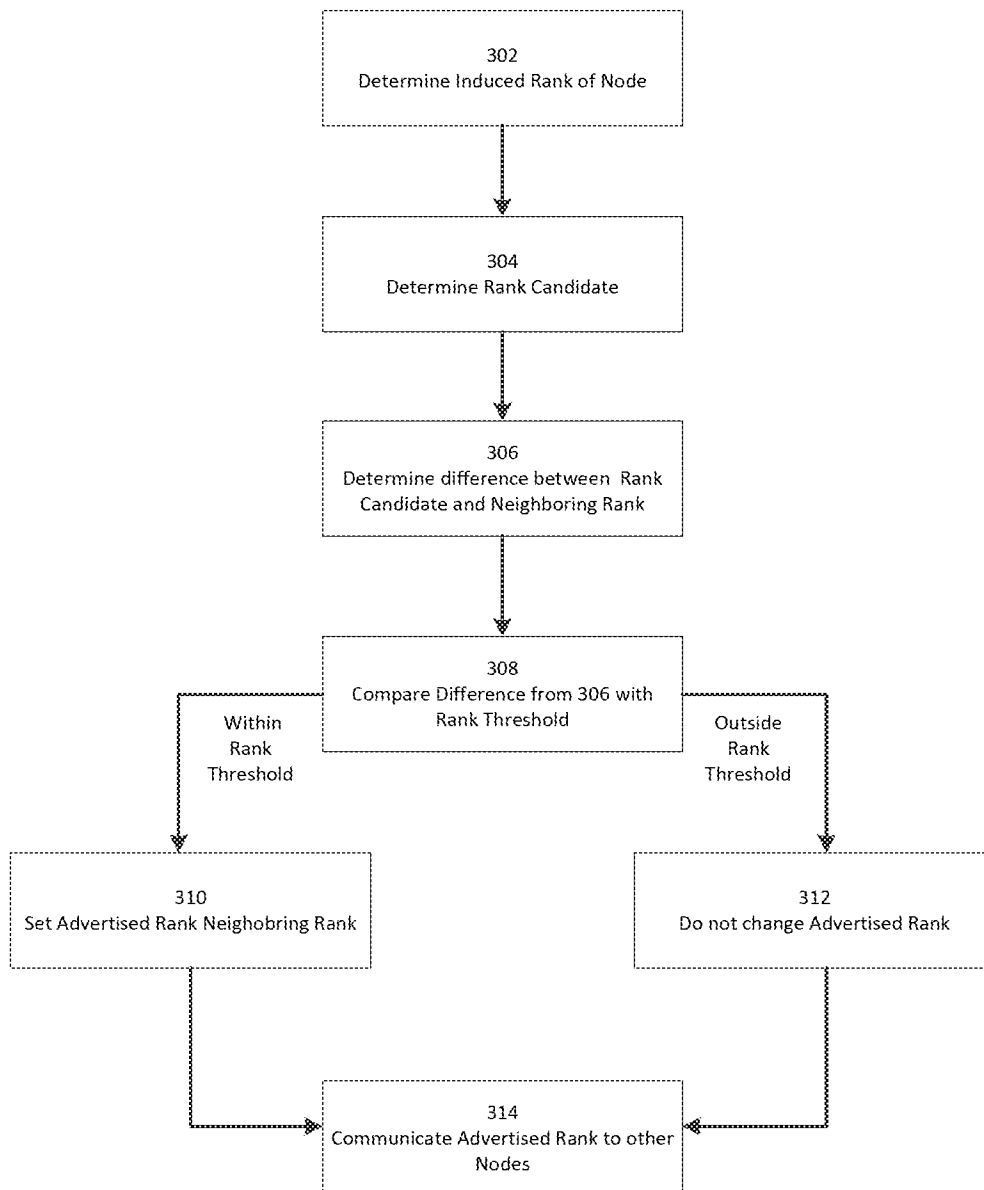 302
Determine Induced Rank of Node
304
Determine Rank Candidate
306
Determine difference between Rank
Candidate and Neighboring Rank
308
Compare Difference from 306 with
Rank Threshold
Within
Rank
Threshold
Outside
Rank
Threshold
310
Set Advertised Rank Neighobring Rank
312
Do not change Advertised Rank
314
Communicate Advertised Rank to other
Nodes